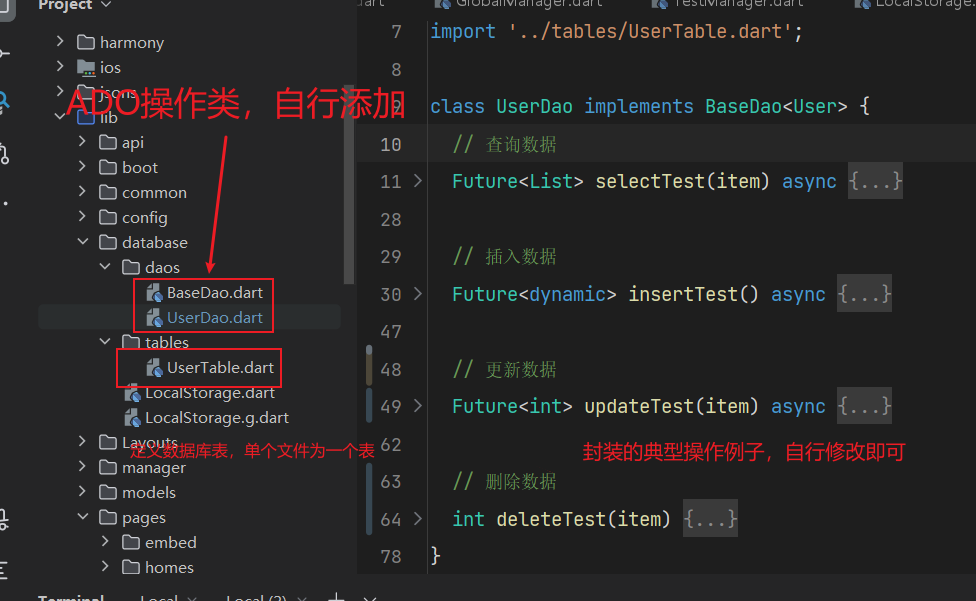 Project
GlobalManager.dart
TestManager.dart
LocalStorage.
harmony
ios
jsons
ADO操作类，自行添加
lib
api
boot
common
config
database
daos
BaseDao.dart
UserDao.dart
tables
UserTable.dart
LocalStorage.dart
LocalStorage.g.dart
Layouts
定义数据库表，单个文件为一个表
manager
models
pages
embed
homes
7 import '../tables/UserTable.dart';
8
9 class UserDao implements BaseDao<User> {
10 // 查询数据
11 Future<List> selectTest(item) async {...}
28
29 // 插入数据
30 Future<dynamic> insertTest() async {...}
47
48 // 更新数据
49 Future<int> updateTest(item) async {...}
62
封装的典型操作例子，自行修改即可
63 // 删除数据
64 int deleteTest(item) {...}
78 }
Terminal Local Local (2)